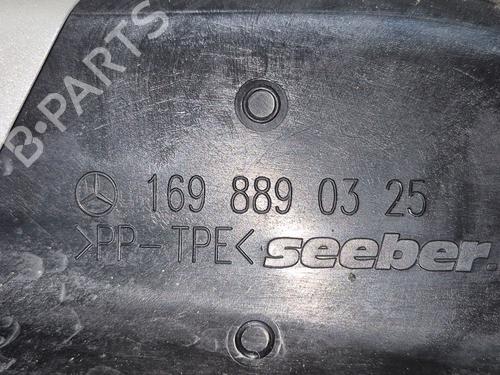 B-PARTS
169 889 03 25
>PP-TPE< seeber